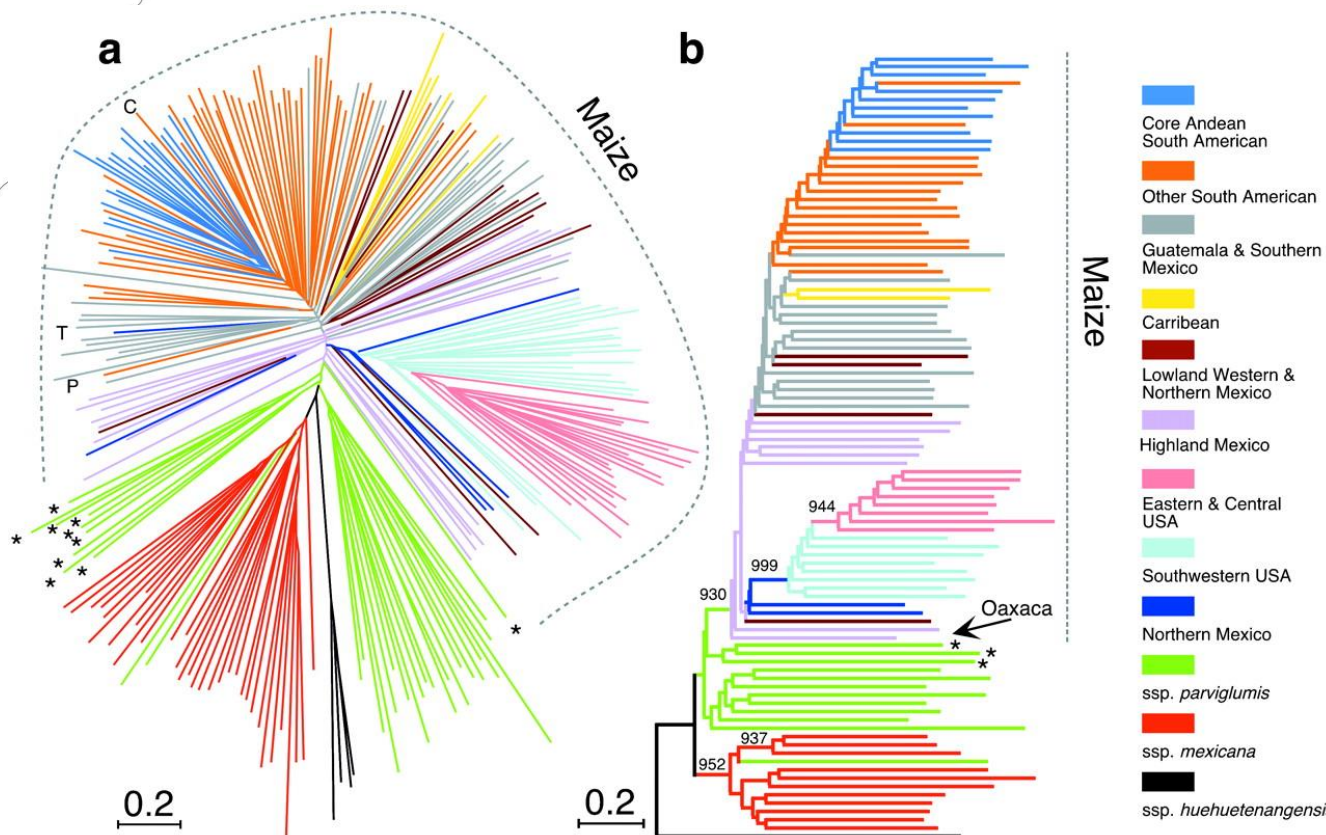 a
b
C
T
P
Maize
*
*
*
*
*
*
*
*
*
0.2
944
999
930
Oaxaca
*
*
*
937
952
0.2
Maize
Core Andean
South American
Other South American
Guatemala & Southern
Mexico
Carribean
Lowland Western &
Northern Mexico
Highland Mexico
Eastern & Central
USA
Southwestern USA
Northern Mexico
ssp. parviglumis
ssp. mexicana
ssp. huehuetenangensi